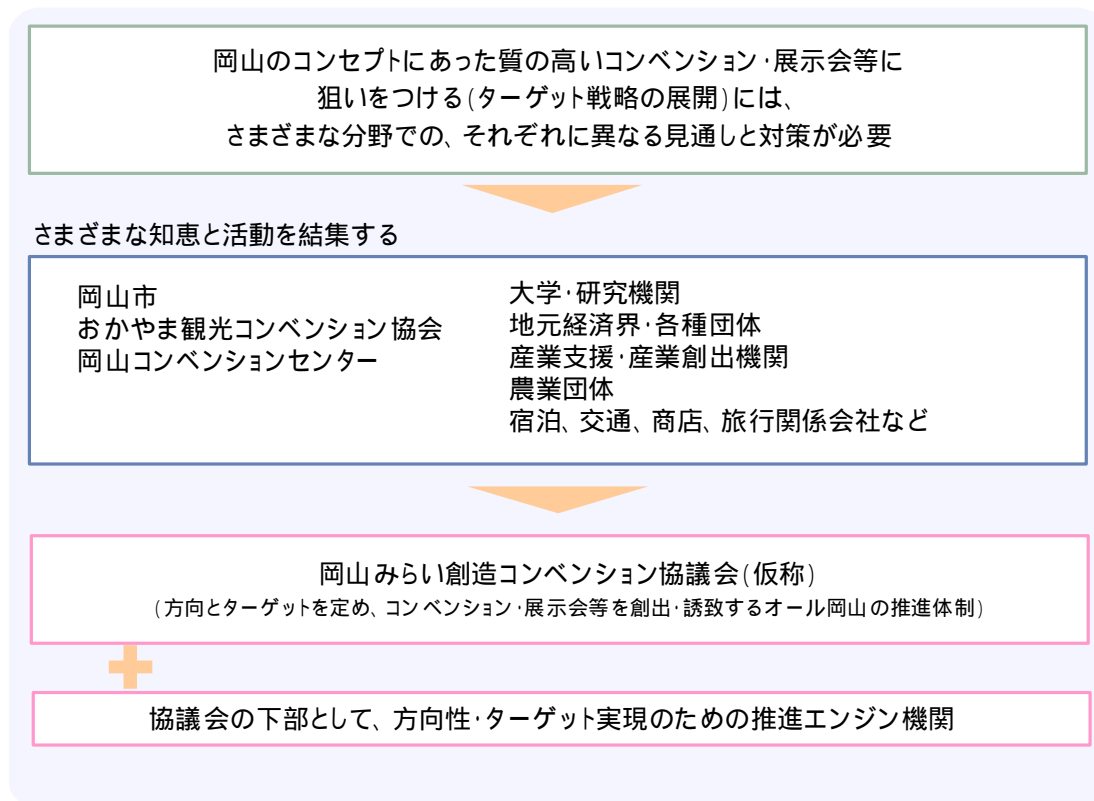 岡山のコンセプトにあった質の高いコンベンション・展示会等に
狙いをつける(ターゲット戦略の展開)には、
さまざまな分野での、それぞれに異なる見通しと対策が必要
さまざまな知恵と活動を結集する
岡山市
おかやま観光コンベンション協会
岡山コンベンションセンター
大学・研究機関
地元経済界・各種団体
産業支援・産業創出機関
農業団体
宿泊、交通、商店、旅行関係会社など
岡山みらい創造コンベンション協議会(仮称)
(方向とターゲットを定め、コンベンション・展示会等を創出・誘致するオール岡山の推進体制)
協議会の下部として、方向性・ターゲット実現のための推進エンジン機関